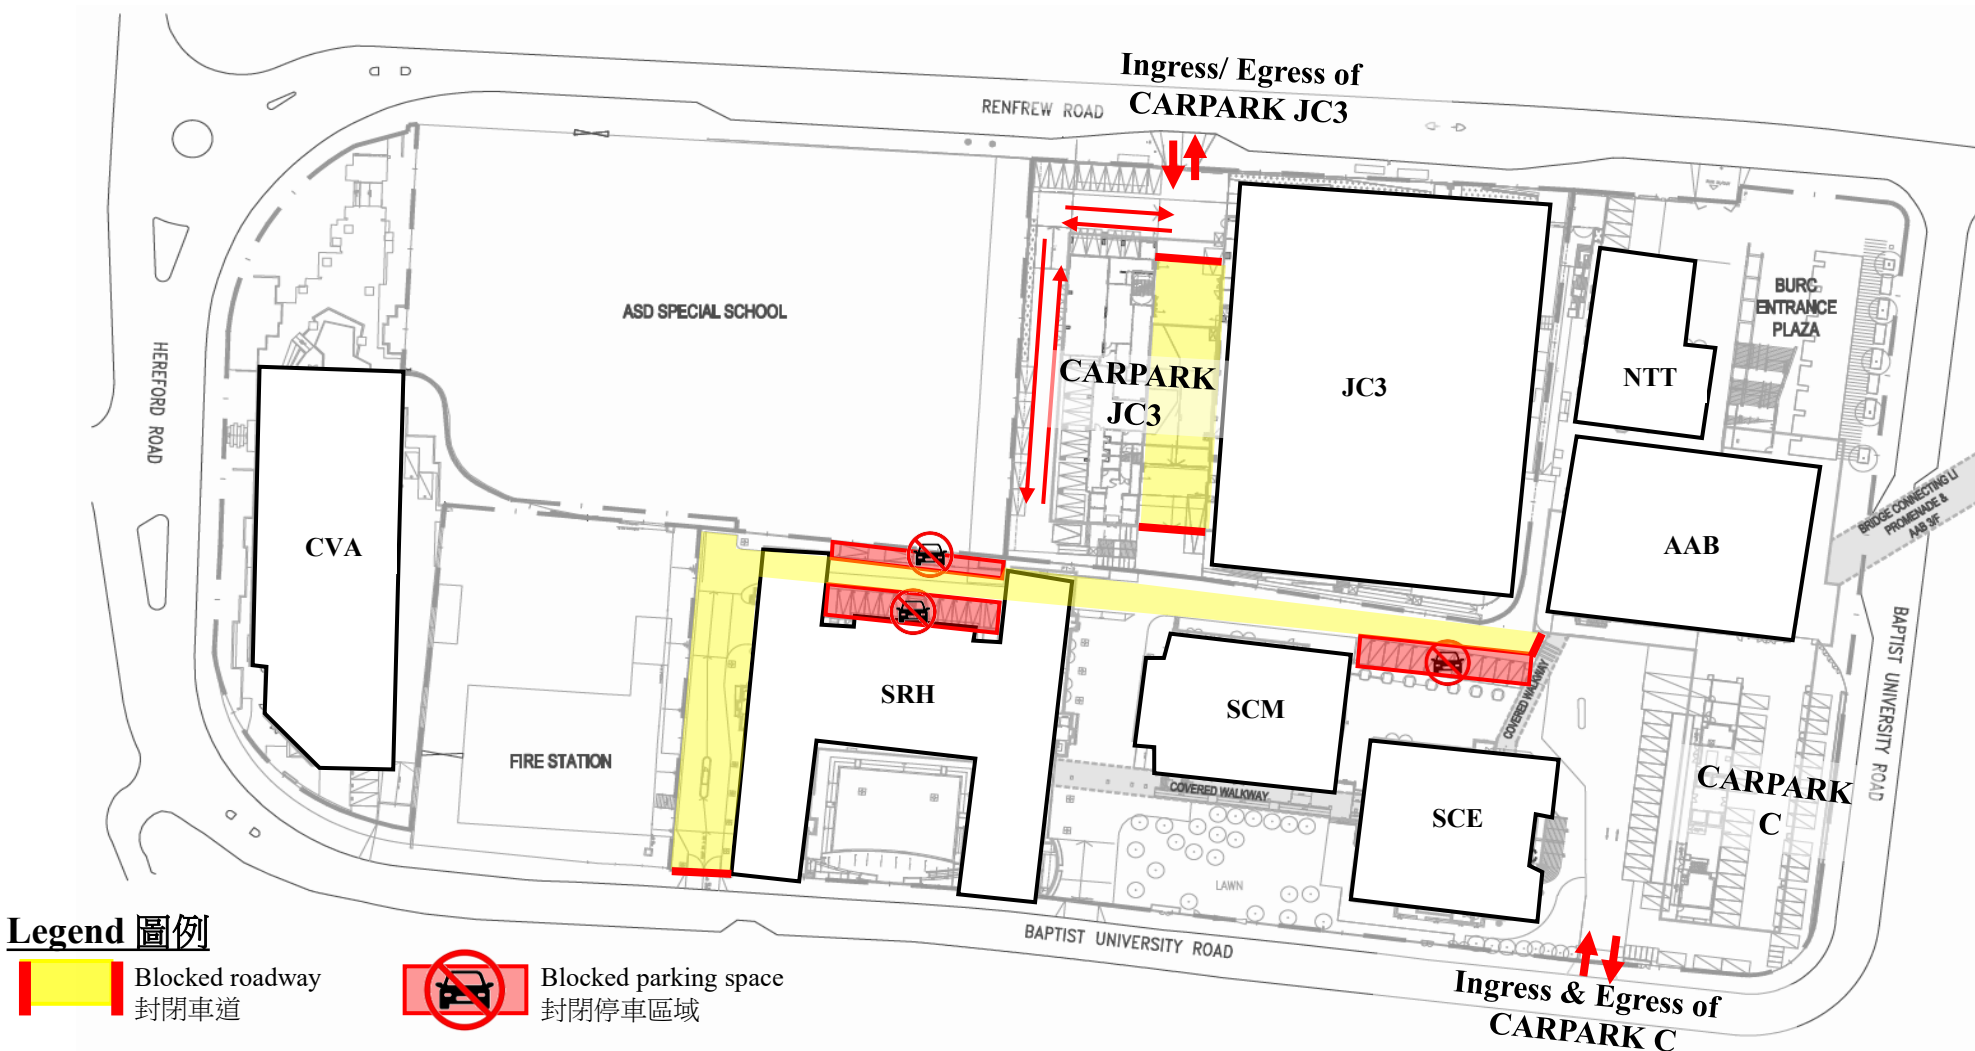 Ingress/ Egress of
CARPARK JC3
RENFREW ROAD
ASD SPECIAL SCHOOL
BURC
ENTRANCE
PLAZA
HEREFORD ROAD
CARPARK
JC3
JC3
NTT
BRIDGE CONNECTING LI
PROMENADE &
AAB 3/F
CVA
AAB
BAPTIST UNIVERSITY ROAD
SRH
SCM
COVERED WALKWAY
FIRE STATION
COVERED WALKWAY
CARPARK
C
SCE
LAWN
BAPTIST UNIVERSITY ROAD
Ingress & Egress of
CARPARK C
Legend 圖例
Blocked roadway
封閉車道
Blocked parking space
封閉停車區域